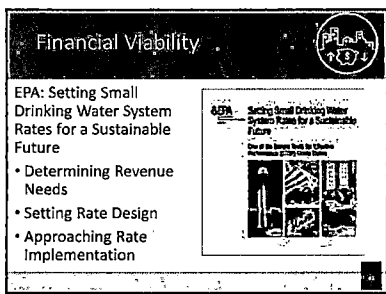 Financial Viability
EPA: Setting Small
Drinking Water System
Rates for a Sustainable
Future
• Determining Revenue
Needs
• Setting Rate Design
• Approaching Rate
Implementation
EPA
Setting Small Drinking Water
System Rates for a Sustainable
Future